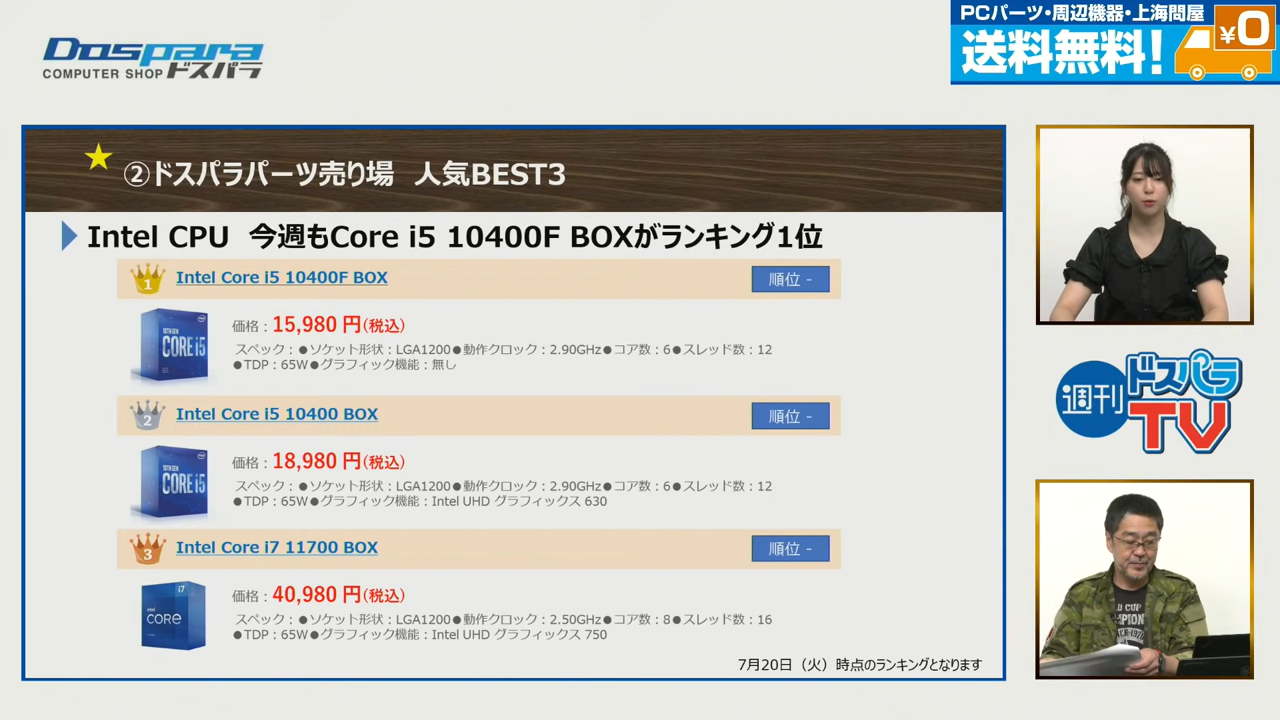 Dospara
COMPUTER SHOP ドスパラ
PCパーツ・周辺機器・上海問屋
送料無料!
¥0
②ドスパラパーツ売り場 人気BEST3
Intel CPU 今週もCore i5 10400F BOXがランキング1位
1 Intel Core i5 10400F BOX 順位 -
intel
10TH GEN
CORE i5
価格：15,980 円(税込)
スペック：●ソケット形状：LGA1200●動作クロック：2.90GHz●コア数：6●スレッド数：12
●TDP：65W●グラフィック機能：無し
2 Intel Core i5 10400 BOX 順位 -
intel
10TH GEN
CORE i5
価格：18,980 円(税込)
スペック：●ソケット形状：LGA1200●動作クロック：2.90GHz●コア数：6●スレッド数：12
●TDP：65W●グラフィック機能：Intel UHD グラフィックス 630
3 Intel Core i7 11700 BOX 順位 -
i7
intel
CORE
価格：40,980 円(税込)
スペック：●ソケット形状：LGA1200●動作クロック：2.50GHz●コア数：8●スレッド数：16
●TDP：65W●グラフィック機能：Intel UHD グラフィックス 750
7月20日（火）時点のランキングとなります
週刊ドスパラ
TV